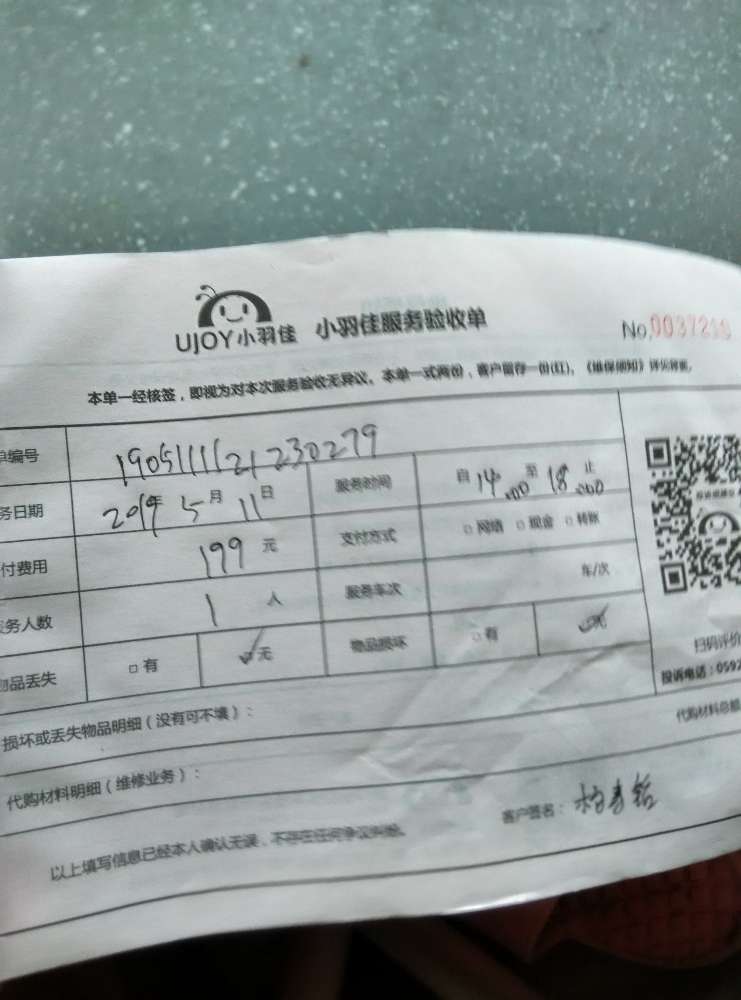 UJOY小羽佳 小羽佳服务验收单 No.0037210
本单一经核签，即视为对本次服务验收无异议。本单一式两份，客户留存一份(红)。《维保须知》详见背面。
单编号 1905111121230279
务日期 2019年 5月 11日 服务时间 自 14:00 至 18:00 止
付费用 199 元 支付方式 □ 网络 □ 现金 □ 转账
务人数 1 人 服务车次 车/次
物品丢失 □ 有 ☑ 无 物品损坏 □ 有 ☑ 无
扫码评价
投诉电话：0592
损坏或丢失物品明细（没有可不填）：
代购材料总额
代购材料明细（维修业务）：
客户签名：
以上填写信息已经本人确认无误，不存在任何争议纠纷。